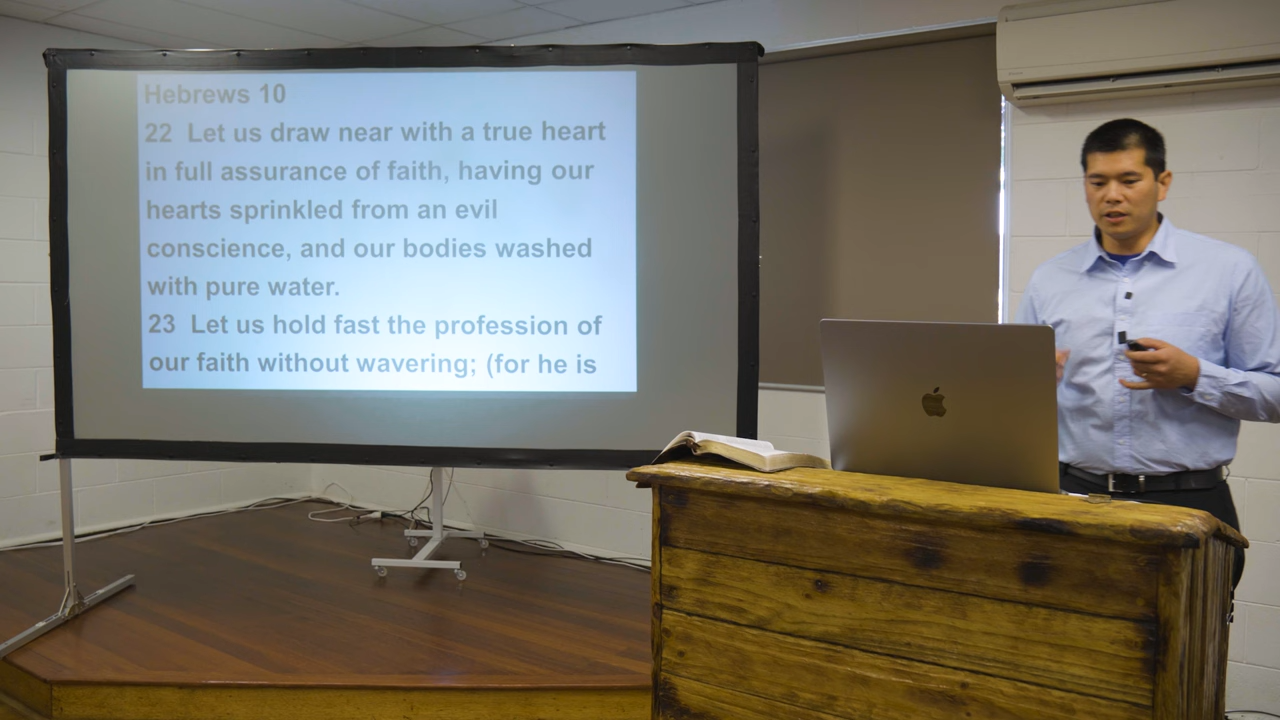 Hebrews 10
22 Let us draw near with a true heart
in full assurance of faith, having our
hearts sprinkled from an evil
conscience, and our bodies washed
with pure water.
23 Let us hold fast the profession of
our faith without wavering; (for he is